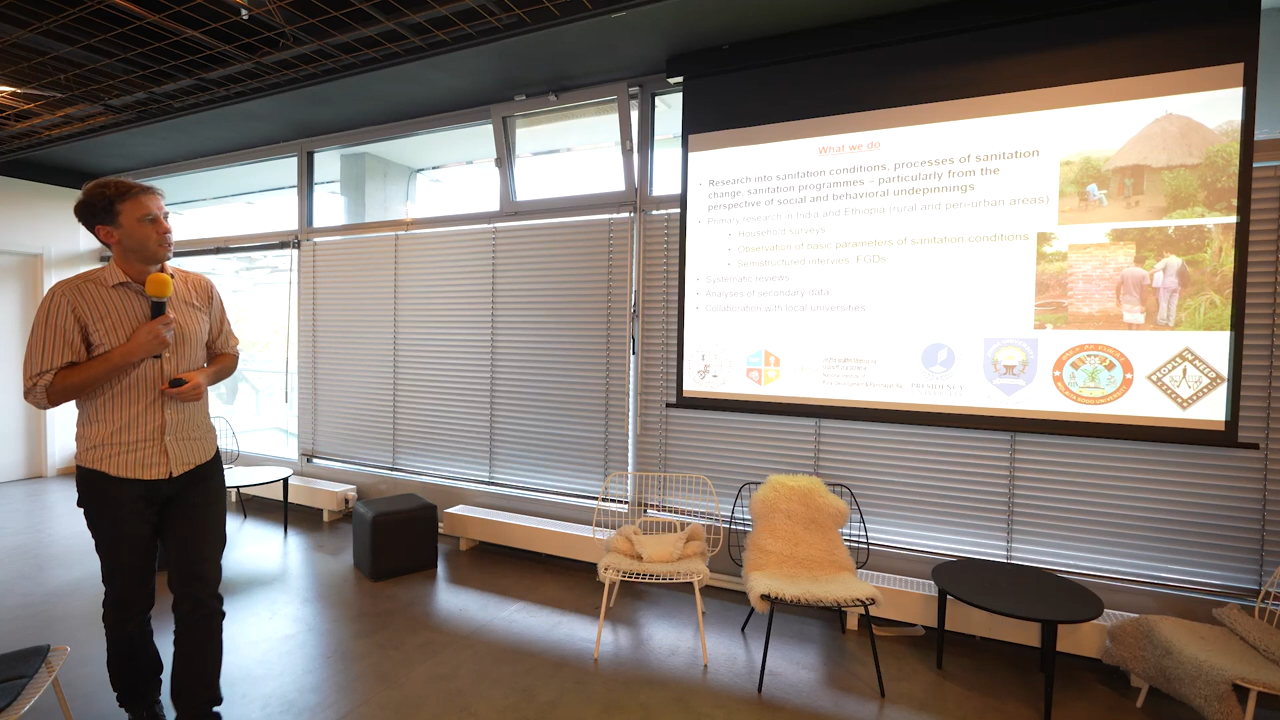 What we do
• Research into sanitation conditions, processes of sanitation
change, sanitation programmes – particularly from the
perspective of social and behavioral undepinnings
• Primary research in India and Ethiopia (rural and peri-urban areas)
• Household surveys
• Observation of basic parameters of sanitation conditions
• Semistructured intervies, FGDs
• Systematic reviews
• Analyses of secondary data
• Collaboration with local universities
PRESIDENCY
PEOPLE IN NEED